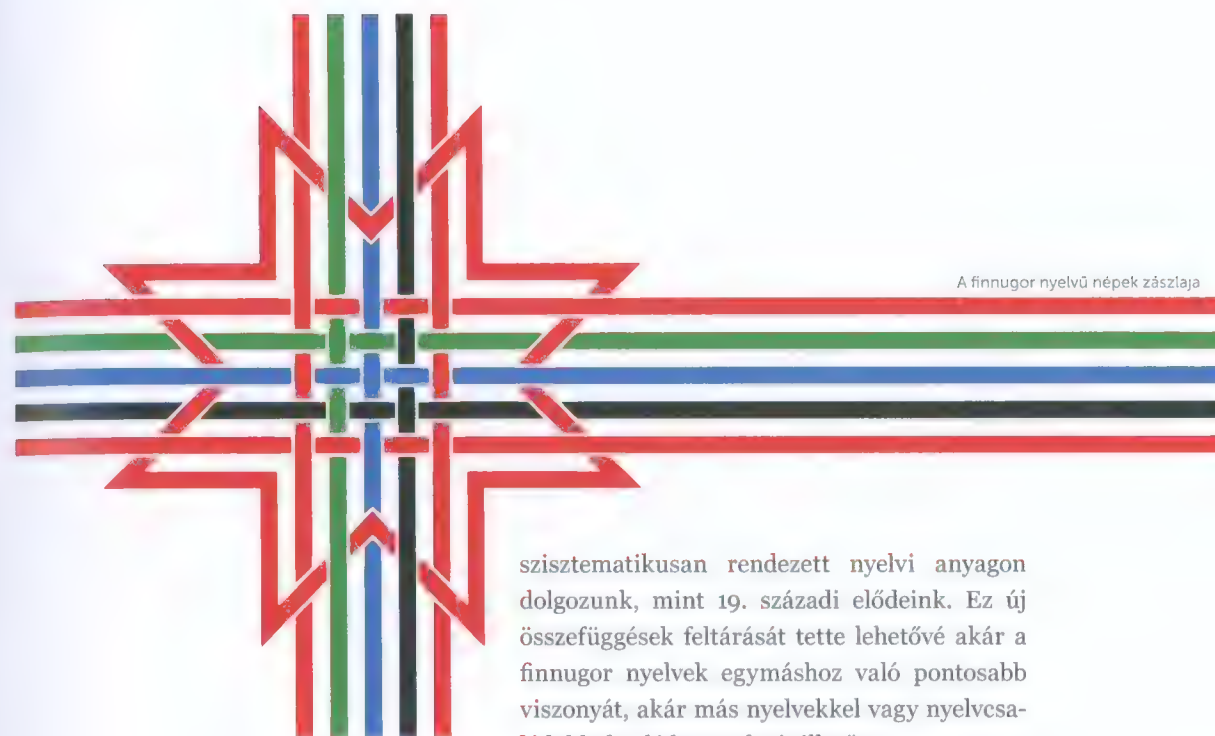 A finnugor nyelvű népek zászlaja
szisztematikusan rendezett nyelvi anyagon
dolgozunk, mint 19. századi elődeink. Ez új
összefüggések feltárását tette lehetővé akár a
finnugor nyelvek egymáshoz való pontosabb
viszonyát, akár más nyelvekkel vagy nyelvcsa-